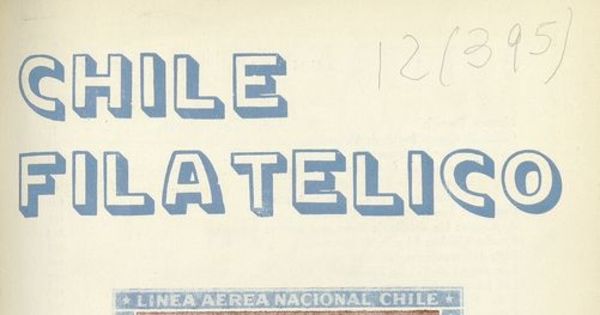 12(395)
CHILE
FILATELICO
LINEA AEREA NACIONAL CHILE